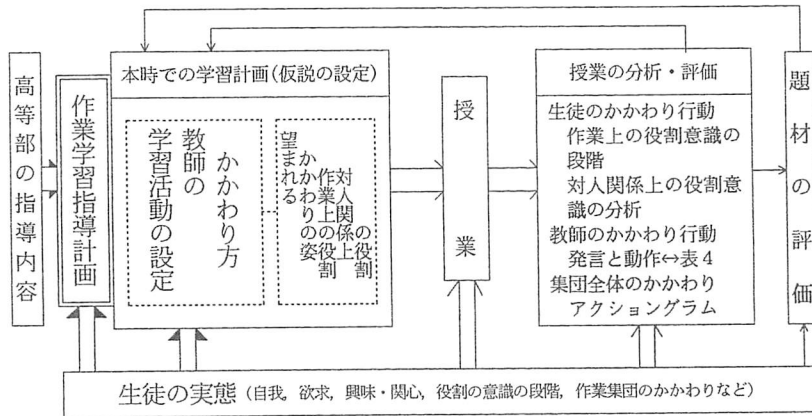 高等部の指導内容
作業学習指導計画
本時での学習計画(仮説の設定)
学習活動の設定
教師の
かかわり方
望まれる
かかわりの姿
作業上の役割
対人関係上
の役割
授業
授業の分析・評価
生徒のかかわり行動
作業上の役割意識の
段階
対人関係上の役割意
識の分析
教師のかかわり行動
発言と動作↔表4
集団全体のかかわり
アクショングラム
題材の評価
生徒の実態(自我,欲求,興味・関心,役割の意識の段階,作業集団のかかわりなど)